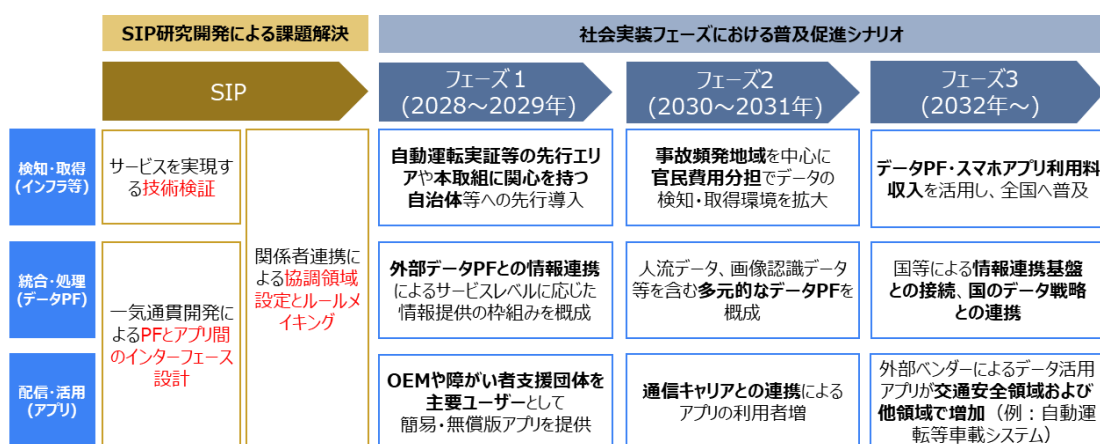 SIP研究開発による課題解決
社会実装フェーズにおける普及促進シナリオ
SIP
フェーズ1
(2028～2029年)
フェーズ2
(2030～2031年)
フェーズ3
(2032年～)
検知・取得
(インフラ等)
サービスを実現す
る技術検証
関係者連携に
よる協調領域
設定とルールメ
イキング
自動運転実証等の先行エリ
アや本取組に関心を持つ
自治体等への先行導入
事故頻発地域を中心に
官民費用分担でデータの
検知・取得環境を拡大
データPF・スマホアプリ利用料
収入を活用し、全国へ普及
統合・処理
(データPF)
一気通貫開発に
よるPFとアプリ間
のインターフェース
設計
外部データPFとの情報連携
によるサービスレベルに応じた
情報提供の枠組みを概成
人流データ、画像認識データ
等を含む多元的なデータPFを
概成
国等による情報連携基盤
との接続、国のデータ戦略
との連携
配信・活用
(アプリ)
OEMや障がい者支援団体を
主要ユーザーとして
簡易・無償版アプリを提供
通信キャリアとの連携による
アプリの利用者増
外部ベンダーによるデータ活用
アプリが交通安全領域および
他領域で増加（例：自動運
転等車載システム）